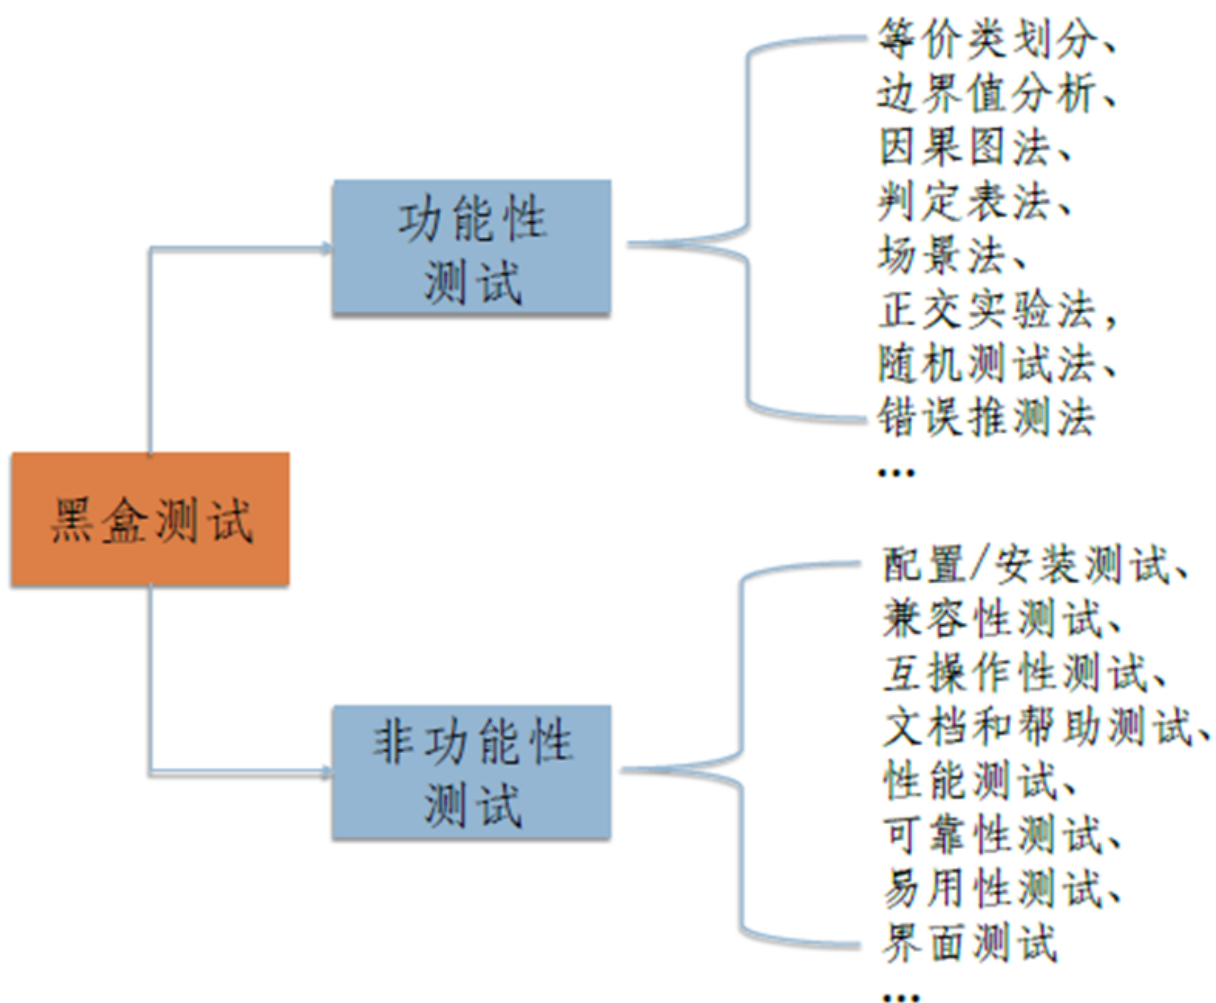 黑盒测试
功能性
测试
等价类划分、
边界值分析、
因果图法、
判定表法、
场景法、
正交实验法，
随机测试法、
错误推测法
...
非功能性
测试
配置/安装测试、
兼容性测试、
互操作性测试、
文档和帮助测试、
性能测试、
可靠性测试、
易用性测试、
界面测试
...